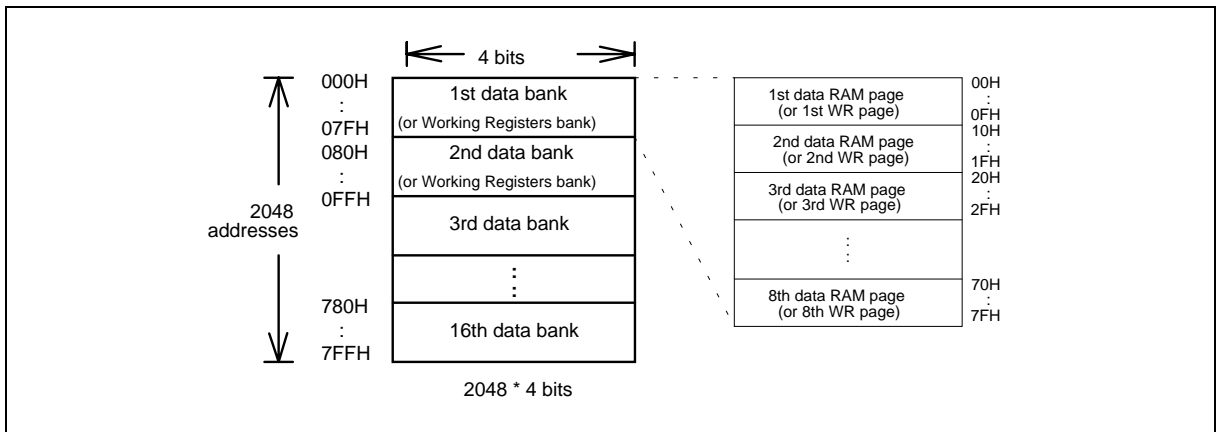 4 bits
000H
:
07FH
080H
:
0FFH
780H
:
7FFH
2048
addresses
1st data bank
(or Working Registers bank)
2nd data bank
(or Working Registers bank)
3rd data bank
:
:
16th data bank
2048 * 4 bits
1st data RAM page
(or 1st WR page)
2nd data RAM page
(or 2nd WR page)
3rd data RAM page
(or 3rd WR page)
:
:
8th data RAM page
(or 8th WR page)
00H
:
0FH
10H
:
1FH
20H
:
2FH
70H
:
7FH